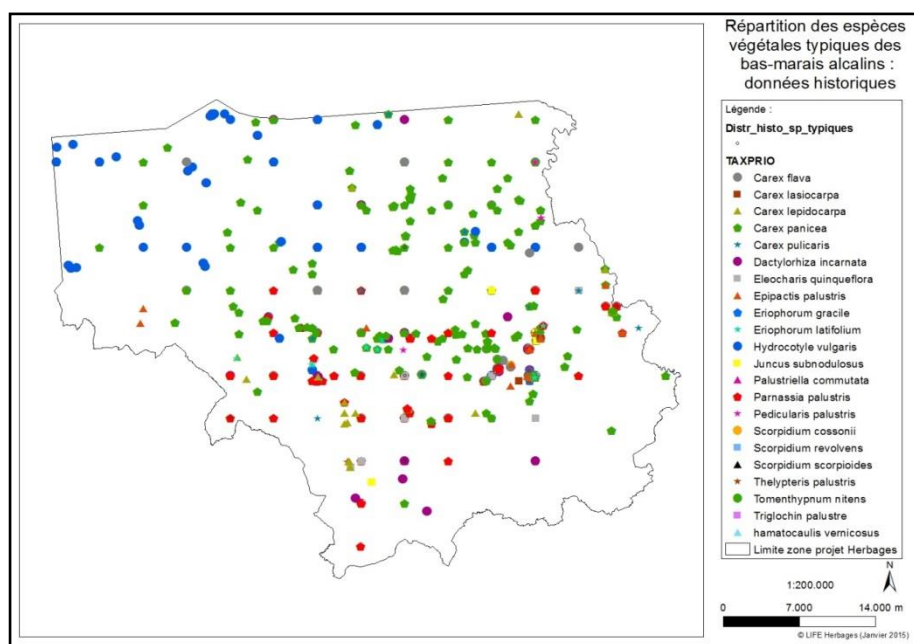 Répartition des espèces
végétales typiques des
bas-marais alcalins :
données historiques
Légende :
Distr_histo_sp_typiques
TAXPRIO
Carex flava
Carex lasiocarpa
Carex lepidocarpa
Carex panicea
Carex pulicaris
Dactylorhiza incarnata
Eleocharis quinqueflora
Epipactis palustris
Eriophorum gracile
Eriophorum latifolium
Hydrocotyle vulgaris
Juncus subnodulosus
Palustriella commutata
Parnassia palustris
Pedicularis palustris
Scorpidium cossonii
Scorpidium revolvens
Scorpidium scorpioides
Thelypteris palustris
Tomenthypnum nitens
Triglochin palustre
hamatocaulis vernicosus
Limite zone projet Herbages
N
1:200.000
0 7.000 14.000 m
© LIFE Herbages (Janvier 2015)